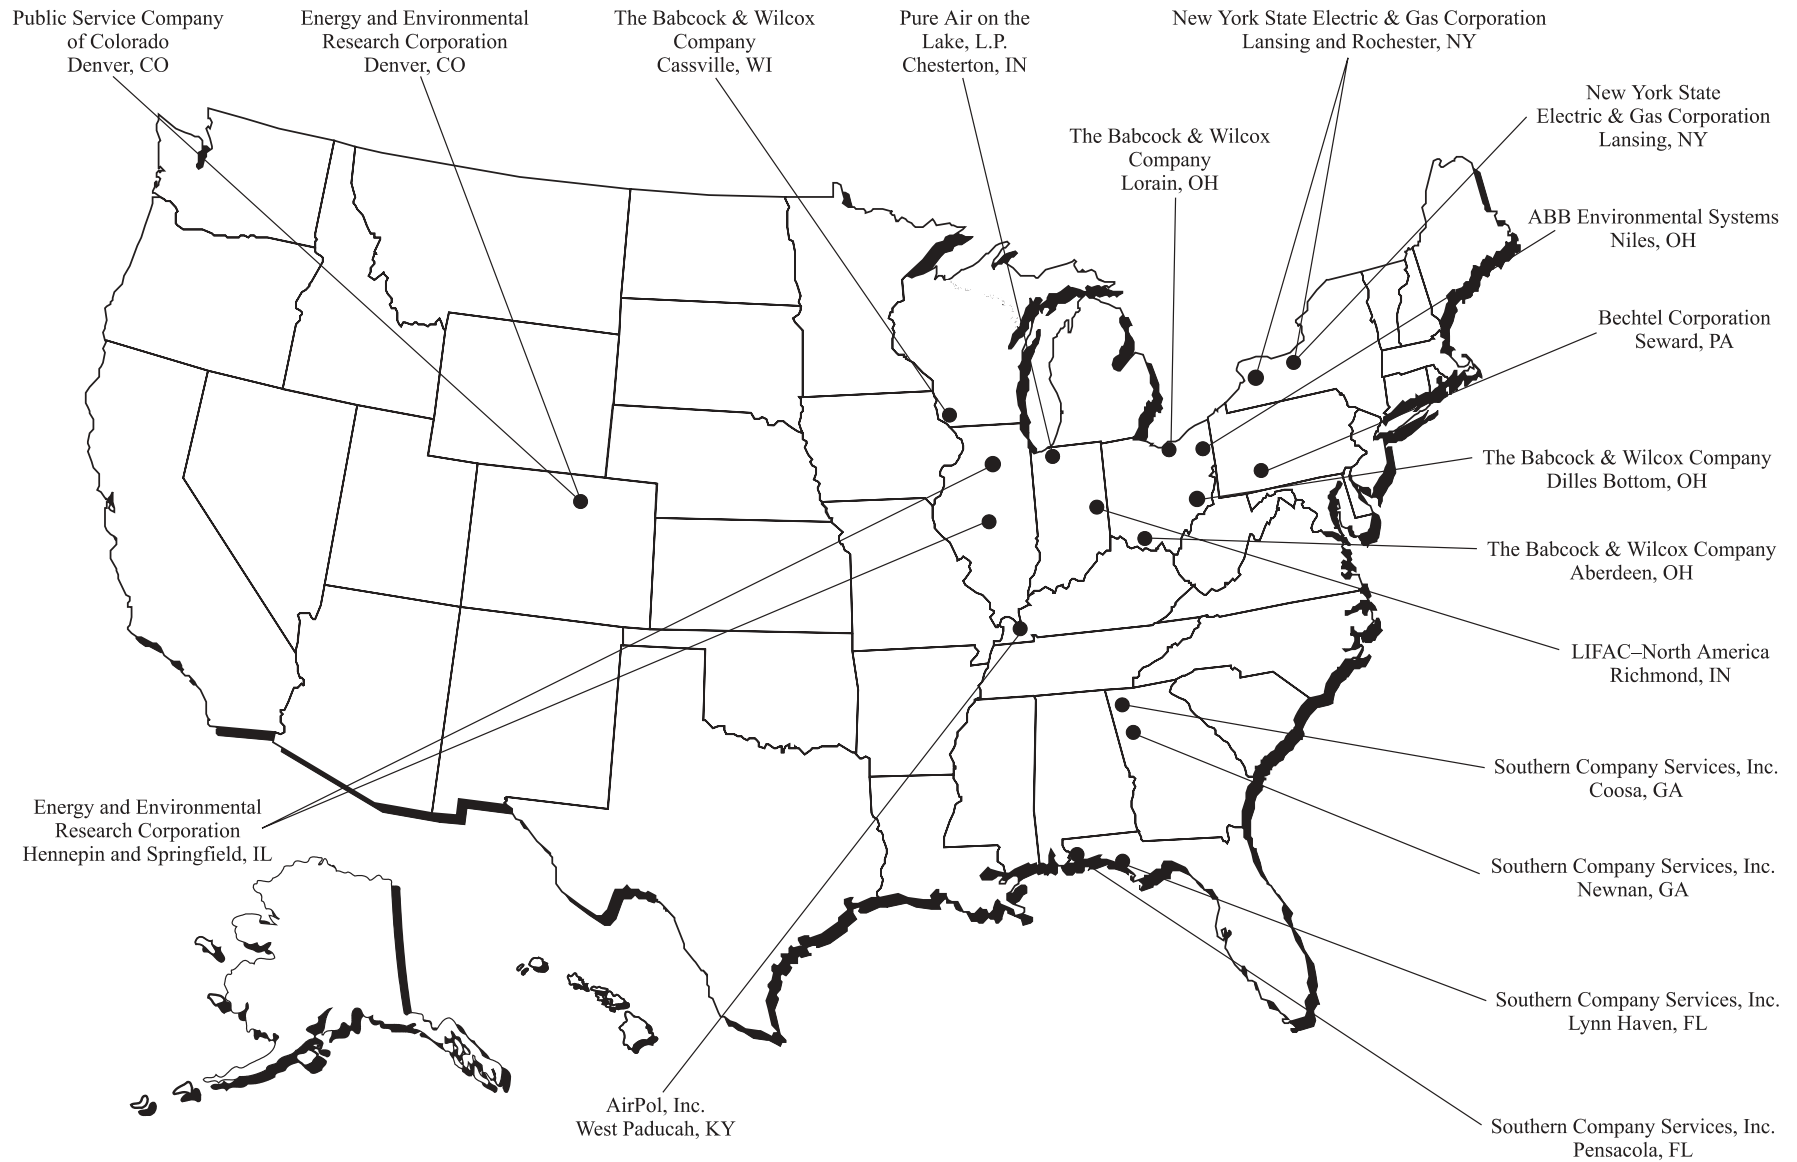 Public Service Company
of Colorado
Denver, CO
Energy and Environmental
Research Corporation
Denver, CO
The Babcock & Wilcox
Company
Cassville, WI
Pure Air on the
Lake, L.P.
Chesterton, IN
New York State Electric & Gas Corporation
Lansing and Rochester, NY
New York State
Electric & Gas Corporation
Lansing, NY
The Babcock & Wilcox
Company
Lorain, OH
ABB Environmental Systems
Niles, OH
Bechtel Corporation
Seward, PA
The Babcock & Wilcox Company
Dilles Bottom, OH
The Babcock & Wilcox Company
Aberdeen, OH
LIFAC–North America
Richmond, IN
Southern Company Services, Inc.
Coosa, GA
Energy and Environmental
Research Corporation
Hennepin and Springfield, IL
Southern Company Services, Inc.
Newnan, GA
Southern Company Services, Inc.
Lynn Haven, FL
AirPol, Inc.
West Paducah, KY
Southern Company Services, Inc.
Pensacola, FL